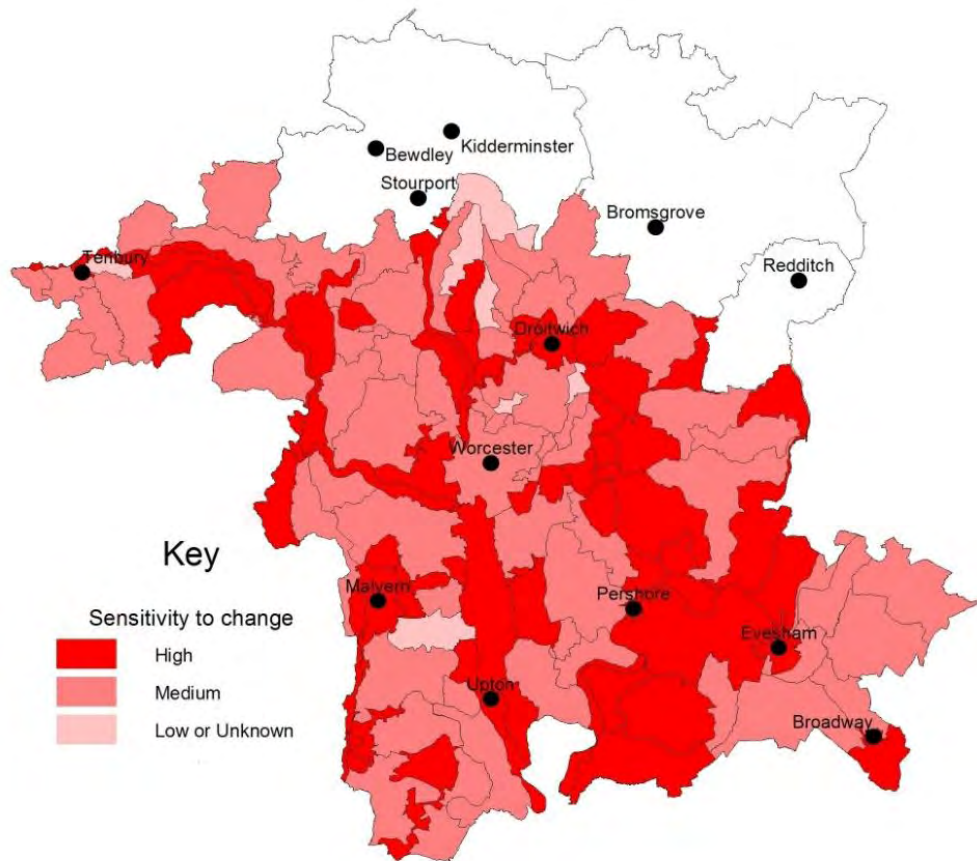 Kidderminster
Bewdley
Stourport
Bromsgrove
Tenbury
Redditch
Droitwich
Worcester
Key
Malvern
Pershore
Sensitivity to change
Evesham
High
Medium
Upton
Broadway
Low or Unknown